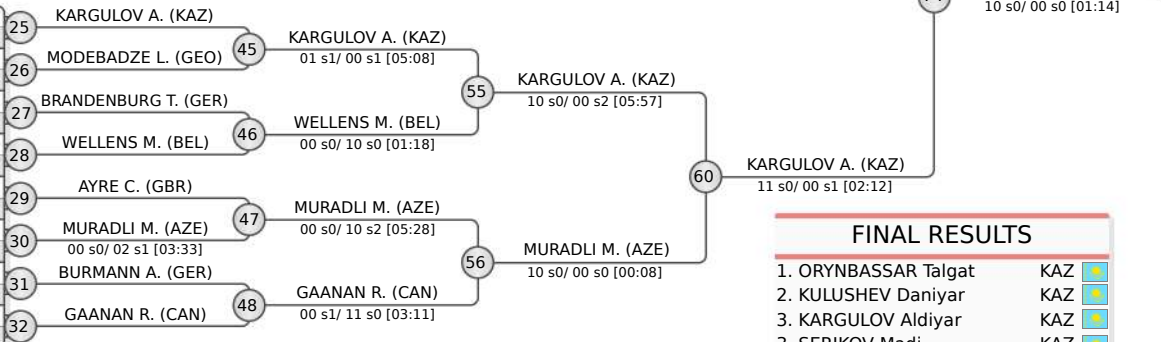 10 s0/ 00 s0 [01:14]
25
KARGULOV A. (KAZ)
45
KARGULOV A. (KAZ)
01 s1/ 00 s1 [05:08]
26
MODEBADZE L. (GEO)
55
KARGULOV A. (KAZ)
10 s0/ 00 s2 [05:57]
27
BRANDENBURG T. (GER)
46
WELLENS M. (BEL)
00 s0/ 10 s0 [01:18]
28
WELLENS M. (BEL)
60
KARGULOV A. (KAZ)
11 s0/ 00 s1 [02:12]
29
AYRE C. (GBR)
47
MURADLI M. (AZE)
00 s0/ 10 s2 [05:28]
30
MURADLI M. (AZE)
00 s0/ 02 s1 [03:33]
56
MURADLI M. (AZE)
10 s0/ 00 s0 [00:08]
31
BURMANN A. (GER)
48
GAANAN R. (CAN)
00 s1/ 11 s0 [03:11]
32
GAANAN R. (CAN)
FINAL RESULTS
1. ORYNBASSAR Talgat KAZ
2. KULUSHEV Daniyar KAZ
3. KARGULOV Aldiyar KAZ
3. SERIKOV Madi KAZ